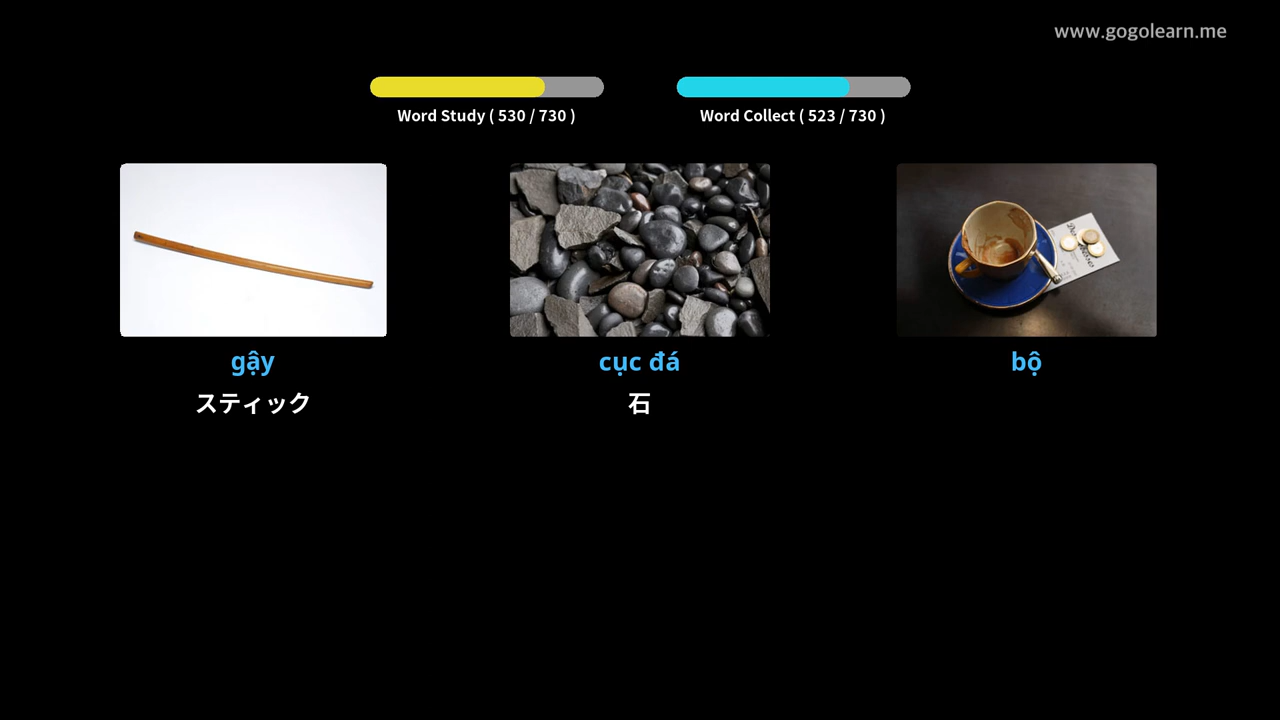 www.gogolearn.me
Word Study ( 530 / 730 )
Word Collect ( 523 / 730 )
gậy
cục đá
bộ
スティック
石